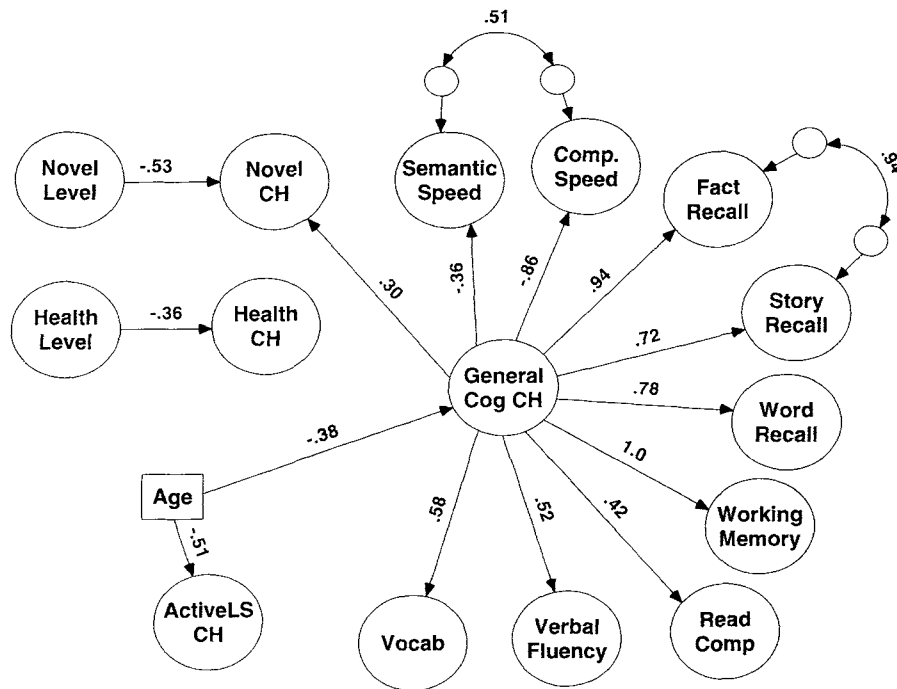 .51
Novel
Level
-.53
Novel
CH
Semantic
Speed
Comp.
Speed
Fact
Recall
.94
Health
Level
-.36
Health
CH
.30
-.36
-.86
.94
Story
Recall
.72
General
Cog CH
.78
Word
Recall
-.38
1.0
Age
.58
.52
.42
Working
Memory
-.51
ActiveLS
CH
Vocab
Verbal
Fluency
Read
Comp